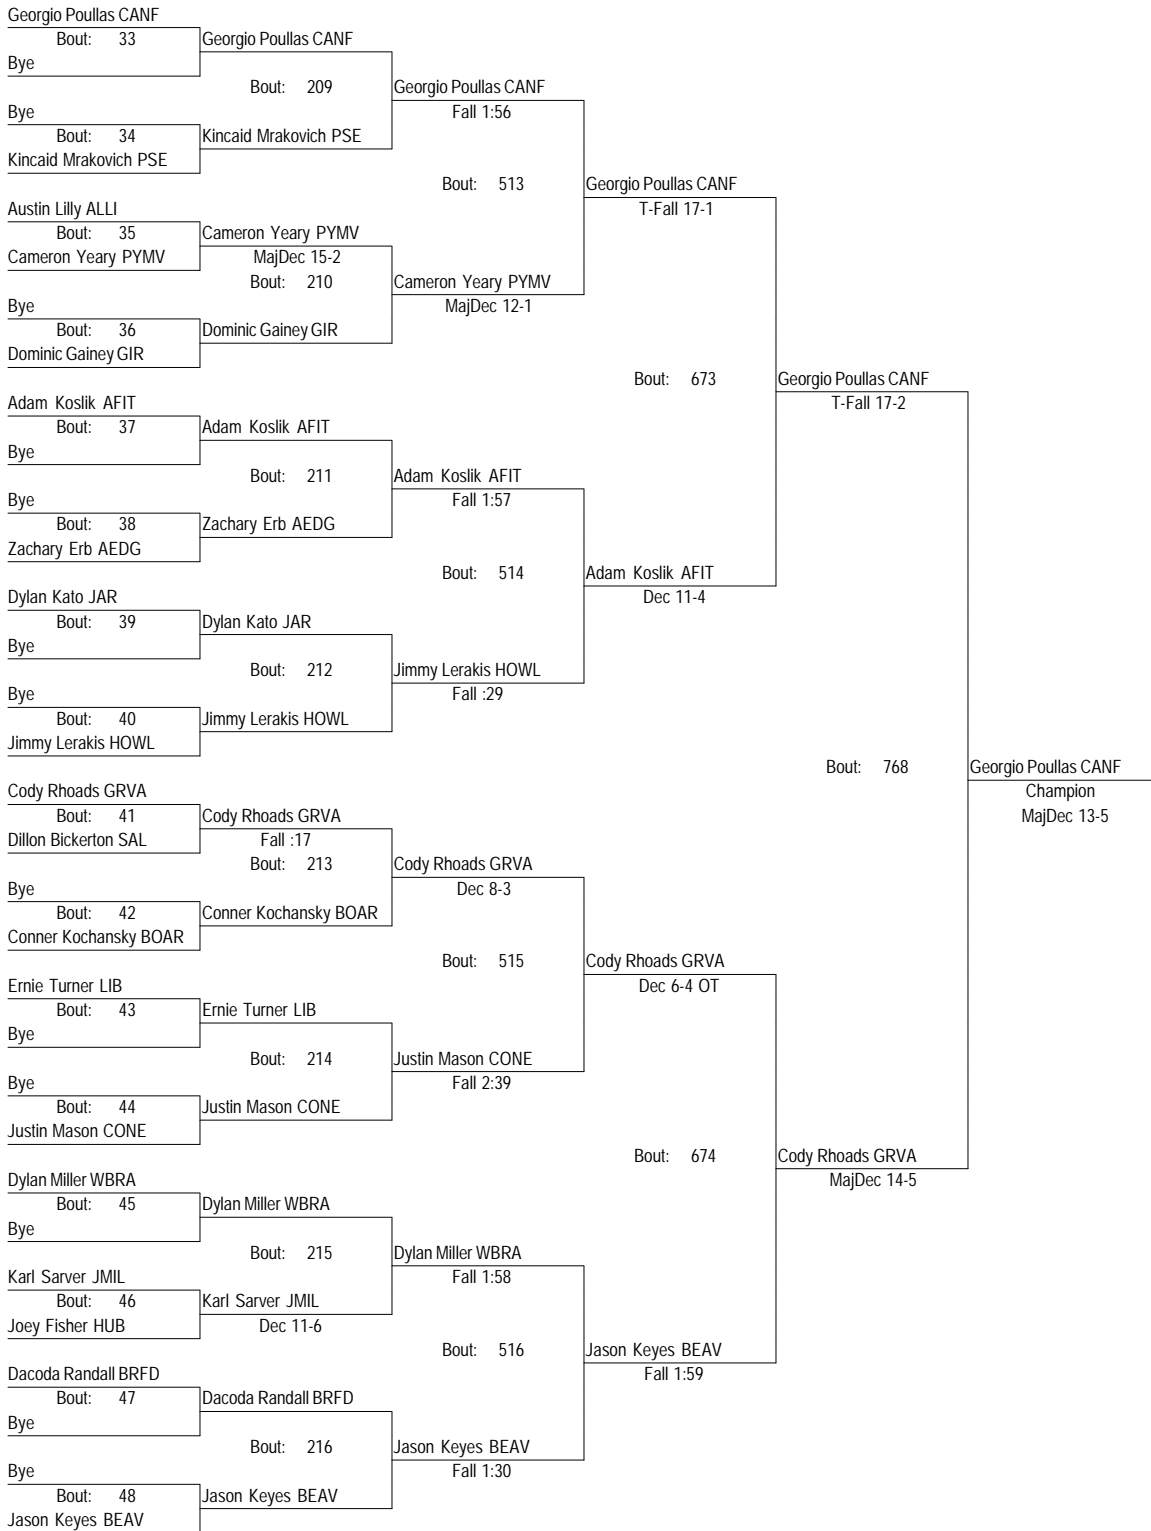 Georgio Poullas CANF
Bout: 33
Georgio Poullas CANF
Bye
Bout: 209
Georgio Poullas CANF
Bye
Fall 1:56
Bout: 34
Kincaid Mrakovich PSE
Kincaid Mrakovich PSE
Bout: 513
Georgio Poullas CANF
Austin Lilly ALLI
T-Fall 17-1
Bout: 35
Cameron Yeary PYMV
Cameron Yeary PYMV
MajDec 15-2
Bout: 210
Cameron Yeary PYMV
Bye
MajDec 12-1
Bout: 36
Dominic Gainey GIR
Dominic Gainey GIR
Bout: 673
Georgio Poullas CANF
Adam Koslik AFIT
T-Fall 17-2
Bout: 37
Adam Koslik AFIT
Bye
Bout: 211
Adam Koslik AFIT
Bye
Fall 1:57
Bout: 38
Zachary Erb AEDG
Zachary Erb AEDG
Bout: 514
Adam Koslik AFIT
Dylan Kato JAR
Dec 11-4
Bout: 39
Dylan Kato JAR
Bye
Bout: 212
Jimmy Lerakis HOWL
Bye
Fall :29
Bout: 40
Jimmy Lerakis HOWL
Jimmy Lerakis HOWL
Bout: 768
Georgio Poullas CANF
Cody Rhoads GRVA
Champion
Bout: 41
Cody Rhoads GRVA
MajDec 13-5
Dillon Bickerton SAL
Fall :17
Bout: 213
Cody Rhoads GRVA
Bye
Dec 8-3
Bout: 42
Conner Kochansky BOAR
Conner Kochansky BOAR
Bout: 515
Cody Rhoads GRVA
Ernie Turner LIB
Dec 6-4 OT
Bout: 43
Ernie Turner LIB
Bye
Bout: 214
Justin Mason CONE
Bye
Fall 2:39
Bout: 44
Justin Mason CONE
Justin Mason CONE
Bout: 674
Cody Rhoads GRVA
Dylan Miller WBRA
MajDec 14-5
Bout: 45
Dylan Miller WBRA
Bye
Bout: 215
Dylan Miller WBRA
Karl Sarver JMIL
Fall 1:58
Bout: 46
Karl Sarver JMIL
Joey Fisher HUB
Dec 11-6
Bout: 516
Jason Keyes BEAV
Dacoda Randall BRFD
Fall 1:59
Bout: 47
Dacoda Randall BRFD
Bye
Bout: 216
Jason Keyes BEAV
Bye
Fall 1:30
Bout: 48
Jason Keyes BEAV
Jason Keyes BEAV